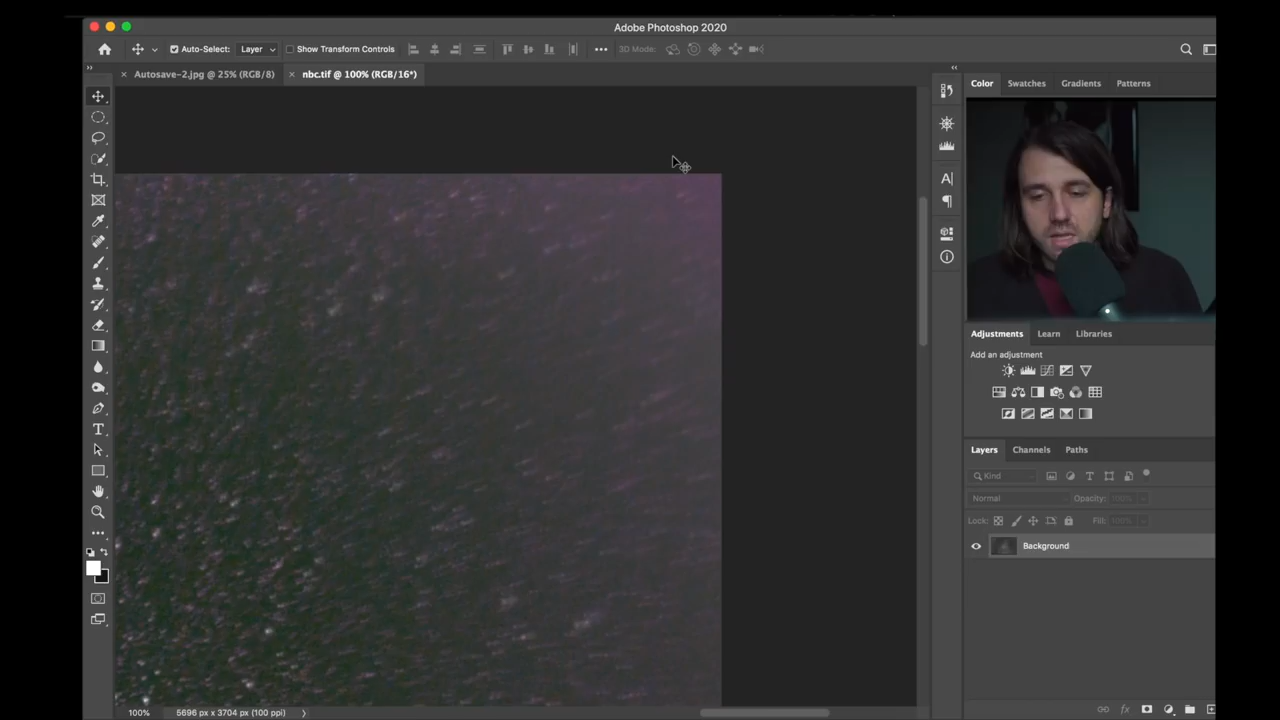 Adobe Photoshop 2020
Auto-Select: Layer Show Transform Controls 3D Mode:
Autosave-2.jpg @ 25% (RGB/8) nbc.tif @ 100% (RGB/16*)
Color Swatches Gradients Patterns
Adjustments Learn Libraries
Add an adjustment
Layers Channels Paths
Kind
Normal Opacity: 100%
Lock: Fill: 100%
Background
100% 5696 px x 3704 px (100 ppi)